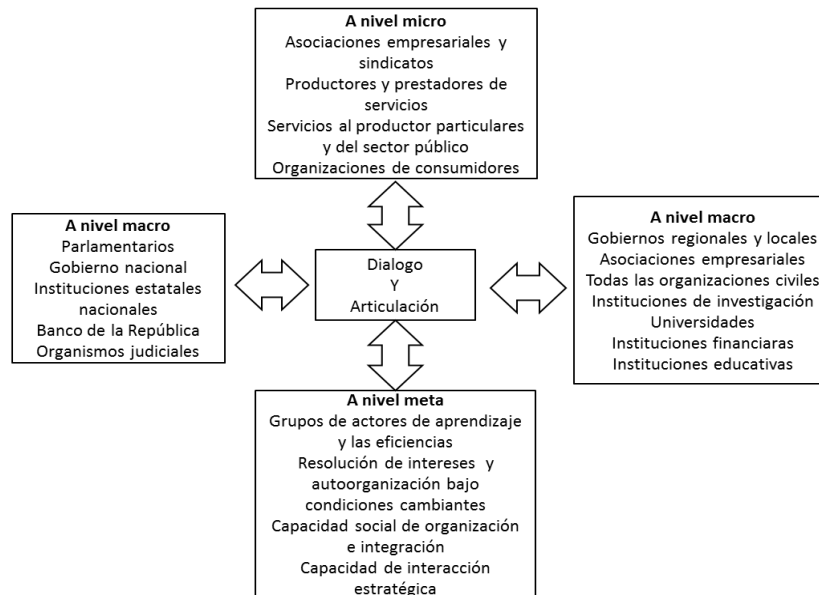 A nivel micro
Asociaciones empresariales y
sindicatos
Productores y prestadores de
servicios
Servicios al productor particulares
y del sector público
Organizaciones de consumidores
A nivel macro
Parlamentarios
Gobierno nacional
Instituciones estatales
nacionales
Banco de la República
Organismos judiciales
Dialogo
Y
Articulación
A nivel macro
Gobiernos regionales y locales
Asociaciones empresariales
Todas las organizaciones civiles
Instituciones de investigación
Universidades
Instituciones financiaras
Instituciones educativas
A nivel meta
Grupos de actores de aprendizaje
y las eficiencias
Resolución de intereses y
autoorganización bajo
condiciones cambiantes
Capacidad social de organización
e integración
Capacidad de interacción
estratégica